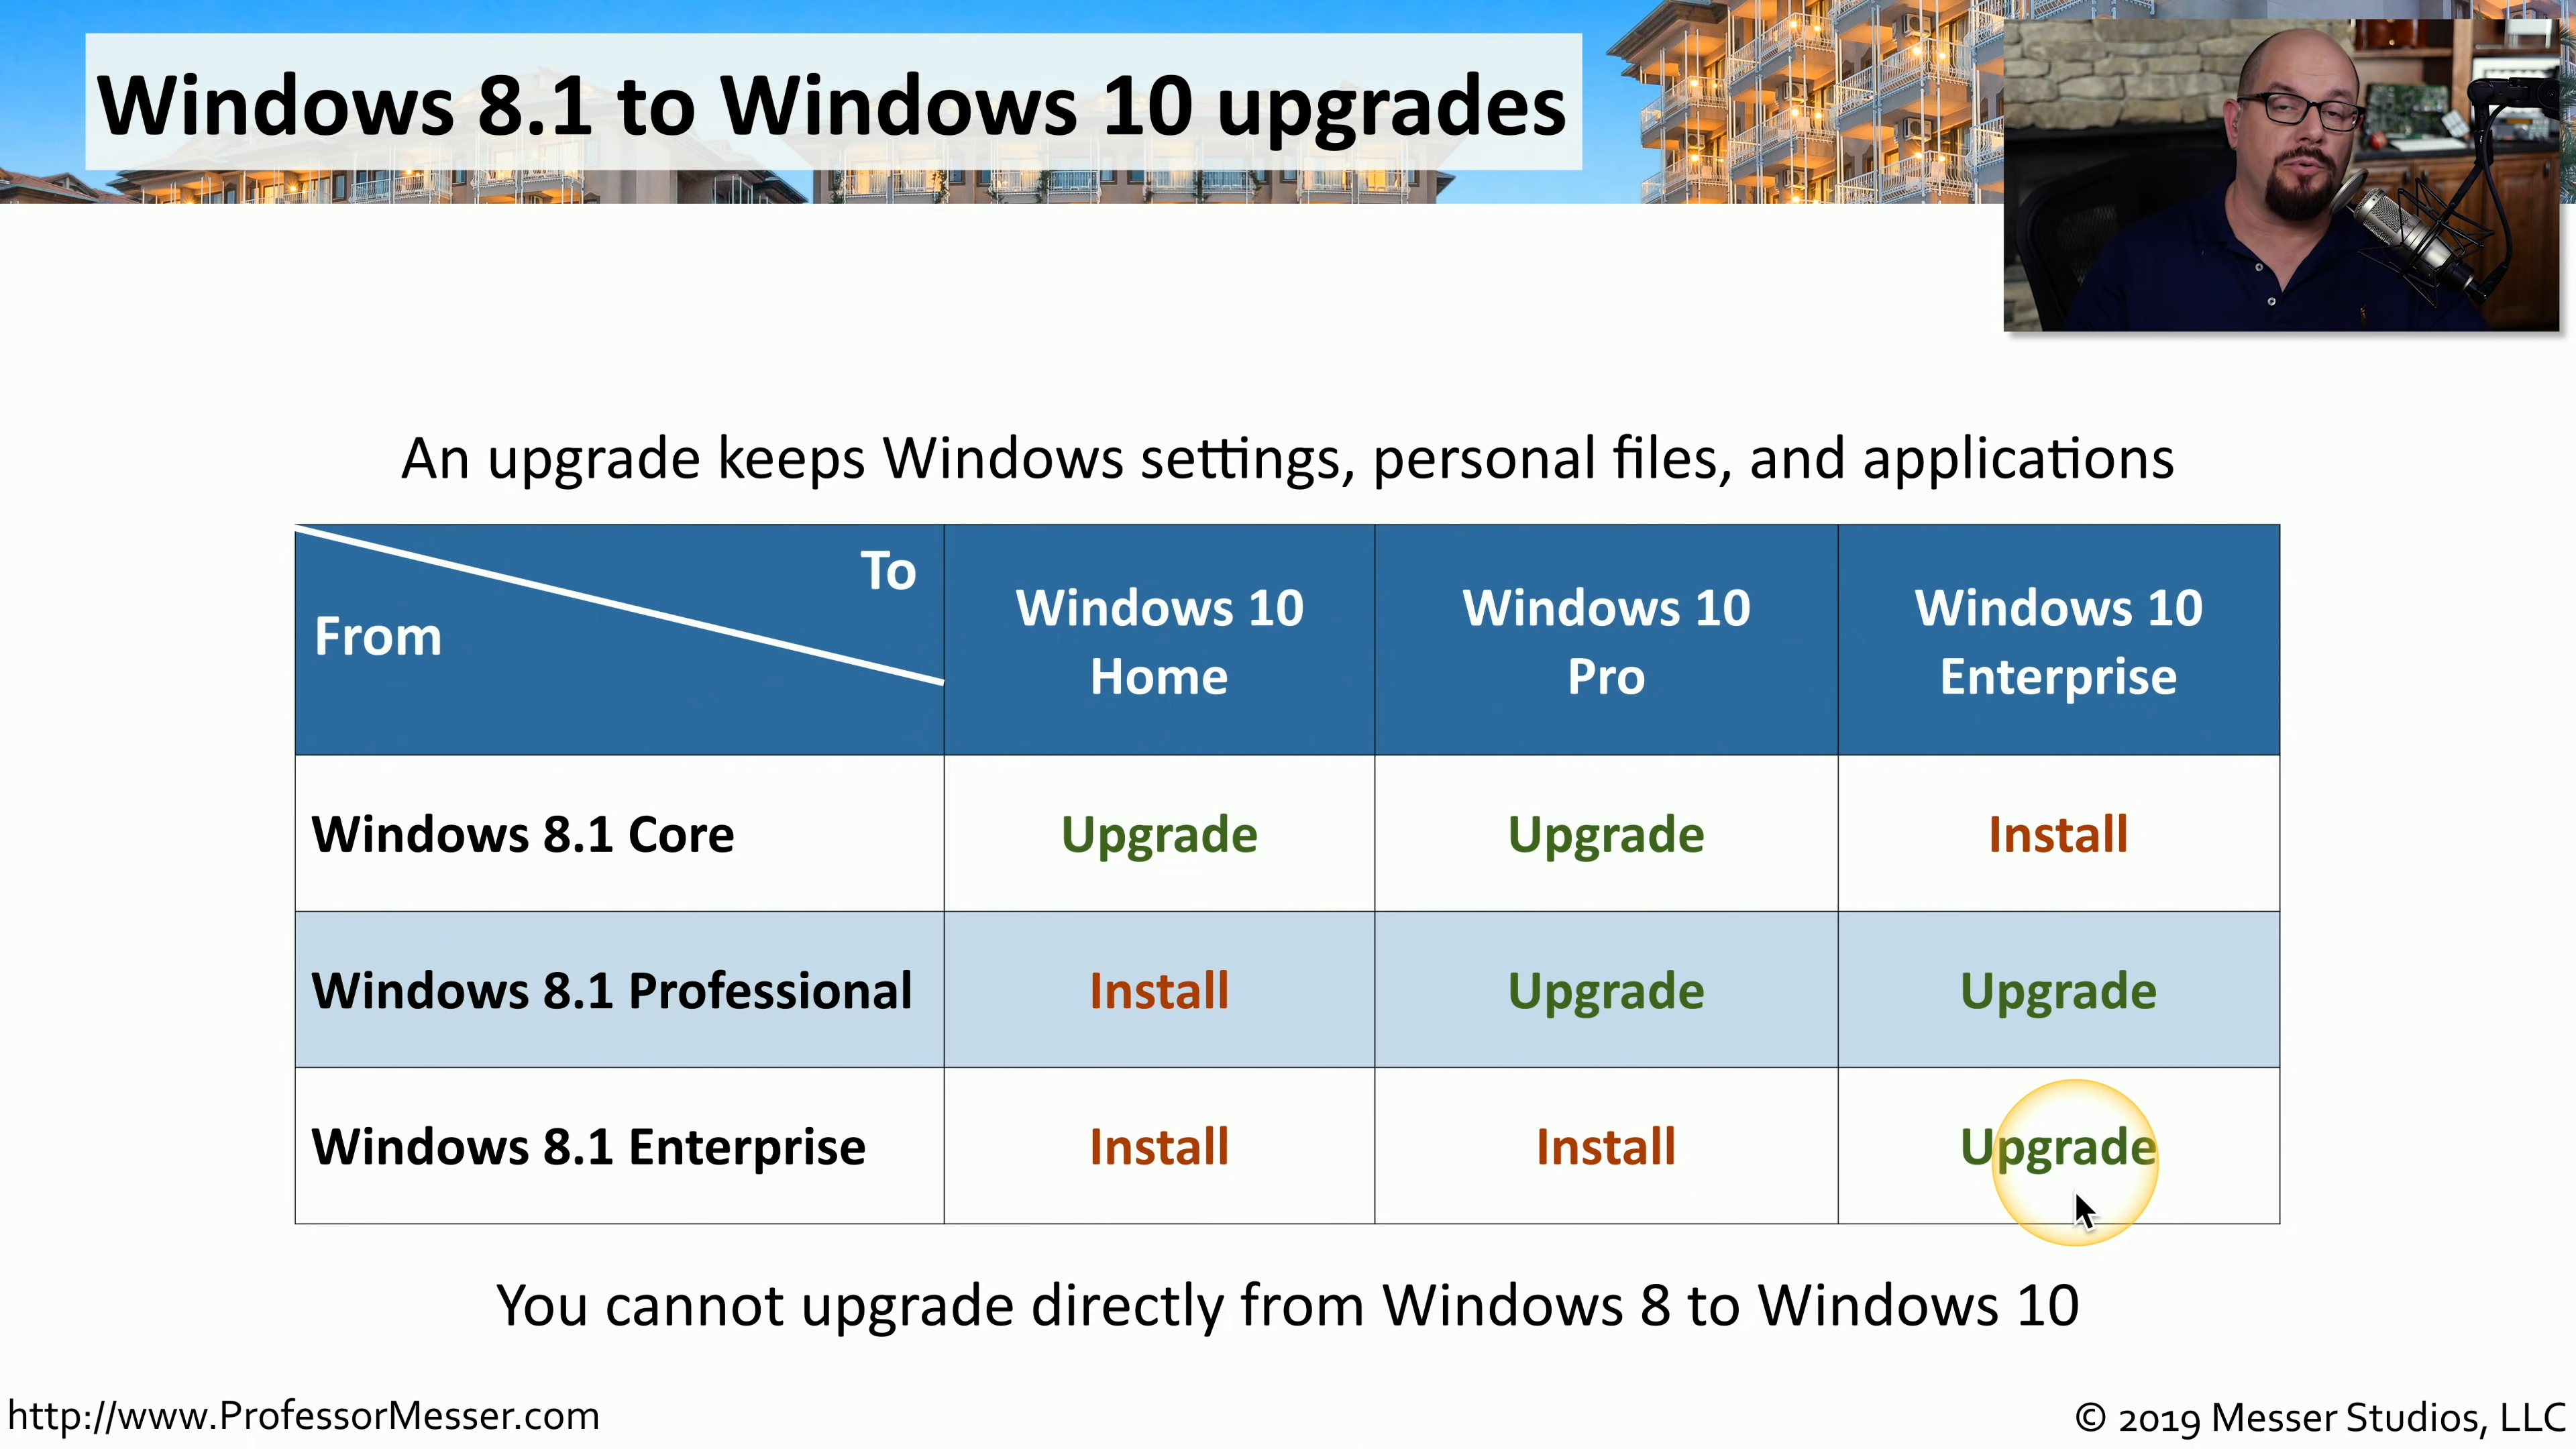 Windows 8.1 to Windows 10 upgrades
An upgrade keeps Windows settings, personal files, and applications
To
From
Windows 10 Home
Windows 10 Pro
Windows 10 Enterprise
Windows 8.1 Core
Upgrade
Upgrade
Install
Windows 8.1 Professional
Install
Upgrade
Upgrade
Windows 8.1 Enterprise
Install
Install
Upgrade
You cannot upgrade directly from Windows 8 to Windows 10
http://www.ProfessorMesser.com
© 2019 Messer Studios, LLC